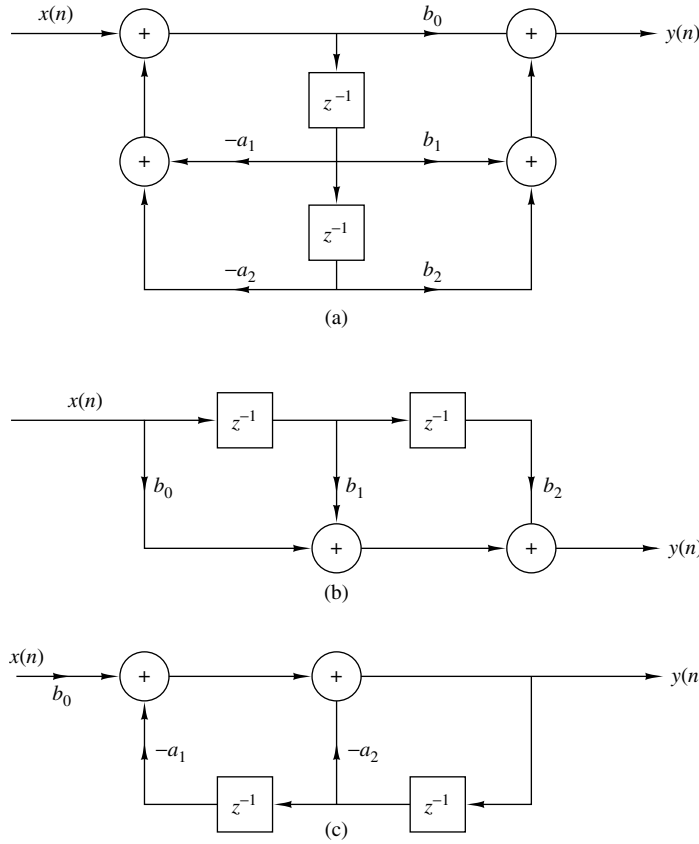 x(n) + b₀ + y(n)
z⁻¹
+ −a₁ b₁ +
z⁻¹
−a₂ b₂
(a)
x(n) z⁻¹ z⁻¹
b₀ b₁ b₂
+ + y(n)
(b)
x(n) + + y(n
b₀
−a₁ −a₂
z⁻¹ z⁻¹
(c)